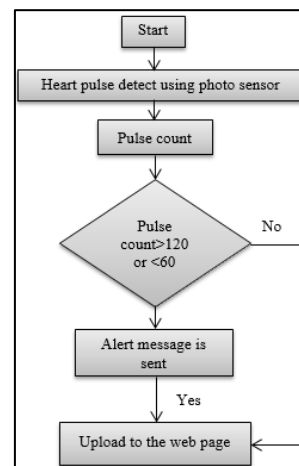 Start
Heart pulse detect using photo sensor
Pulse count
Pulse
count>120
No
or <60
Alert message is
sent
Yes
Upload to the web page